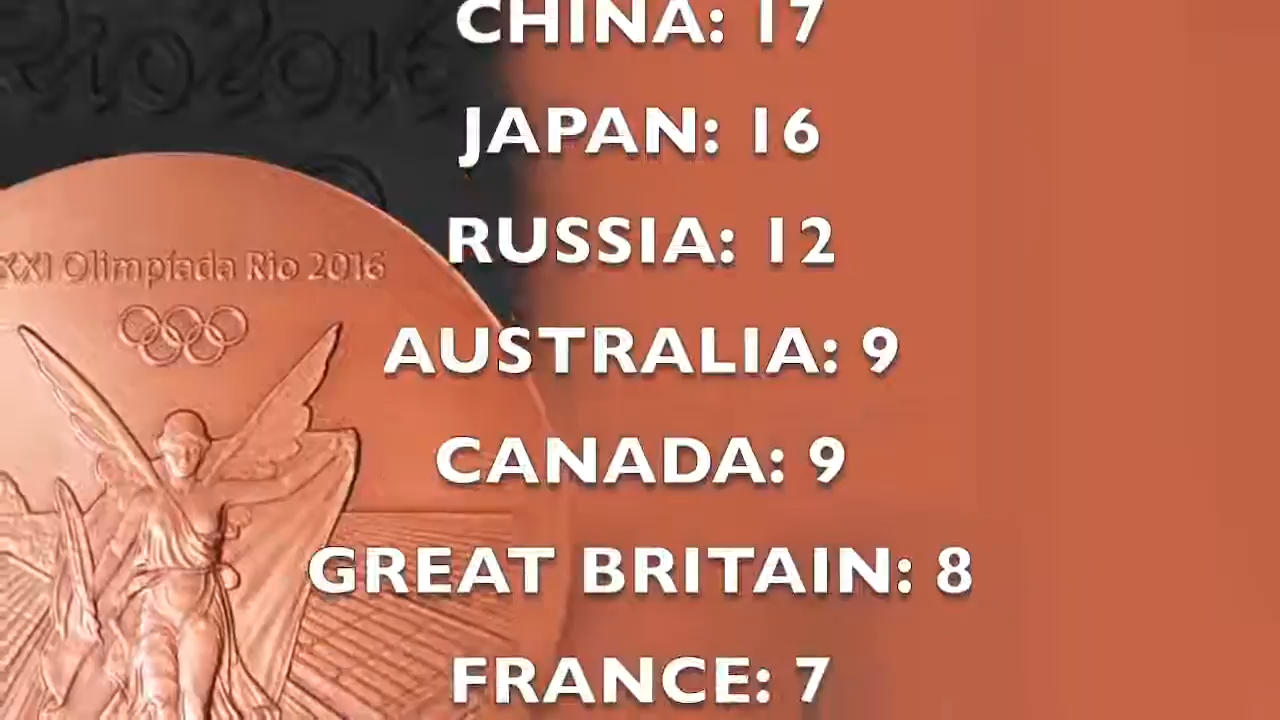 Rio2016
CHINA: 17
JAPAN: 16
RUSSIA: 12
XXI Olimpíada Rio 2016
AUSTRALIA: 9
CANADA: 9
GREAT BRITAIN: 8
FRANCE: 7